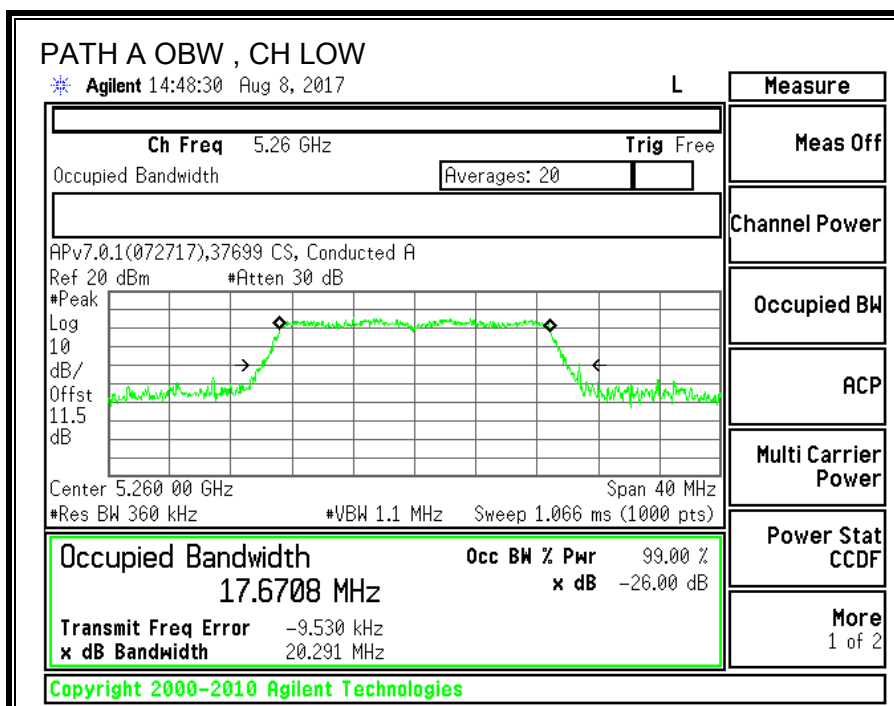 PATH A OBW , CH LOW
Agilent 14:48:30 Aug 8, 2017 L
Measure
Ch Freq 5.26 GHz Trig Free
Meas Off
Occupied Bandwidth Averages: 20
Channel Power
APv7.0.1(072717),37699 CS, Conducted A
Ref 20 dBm #Atten 30 dB
#Peak
Log
10
dB/
Offst
11.5
dB
Occupied BW
ACP
Center 5.260 00 GHz Span 40 MHz
#Res BW 360 kHz #VBW 1.1 MHz Sweep 1.066 ms (1000 pts)
Multi Carrier
Power
Occupied Bandwidth Occ BW % Pwr 99.00 %
17.6708 MHz x dB -26.00 dB
Power Stat
CCDF
Transmit Freq Error -9.530 kHz
x dB Bandwidth 20.291 MHz
More
1 of 2
Copyright 2000-2010 Agilent Technologies